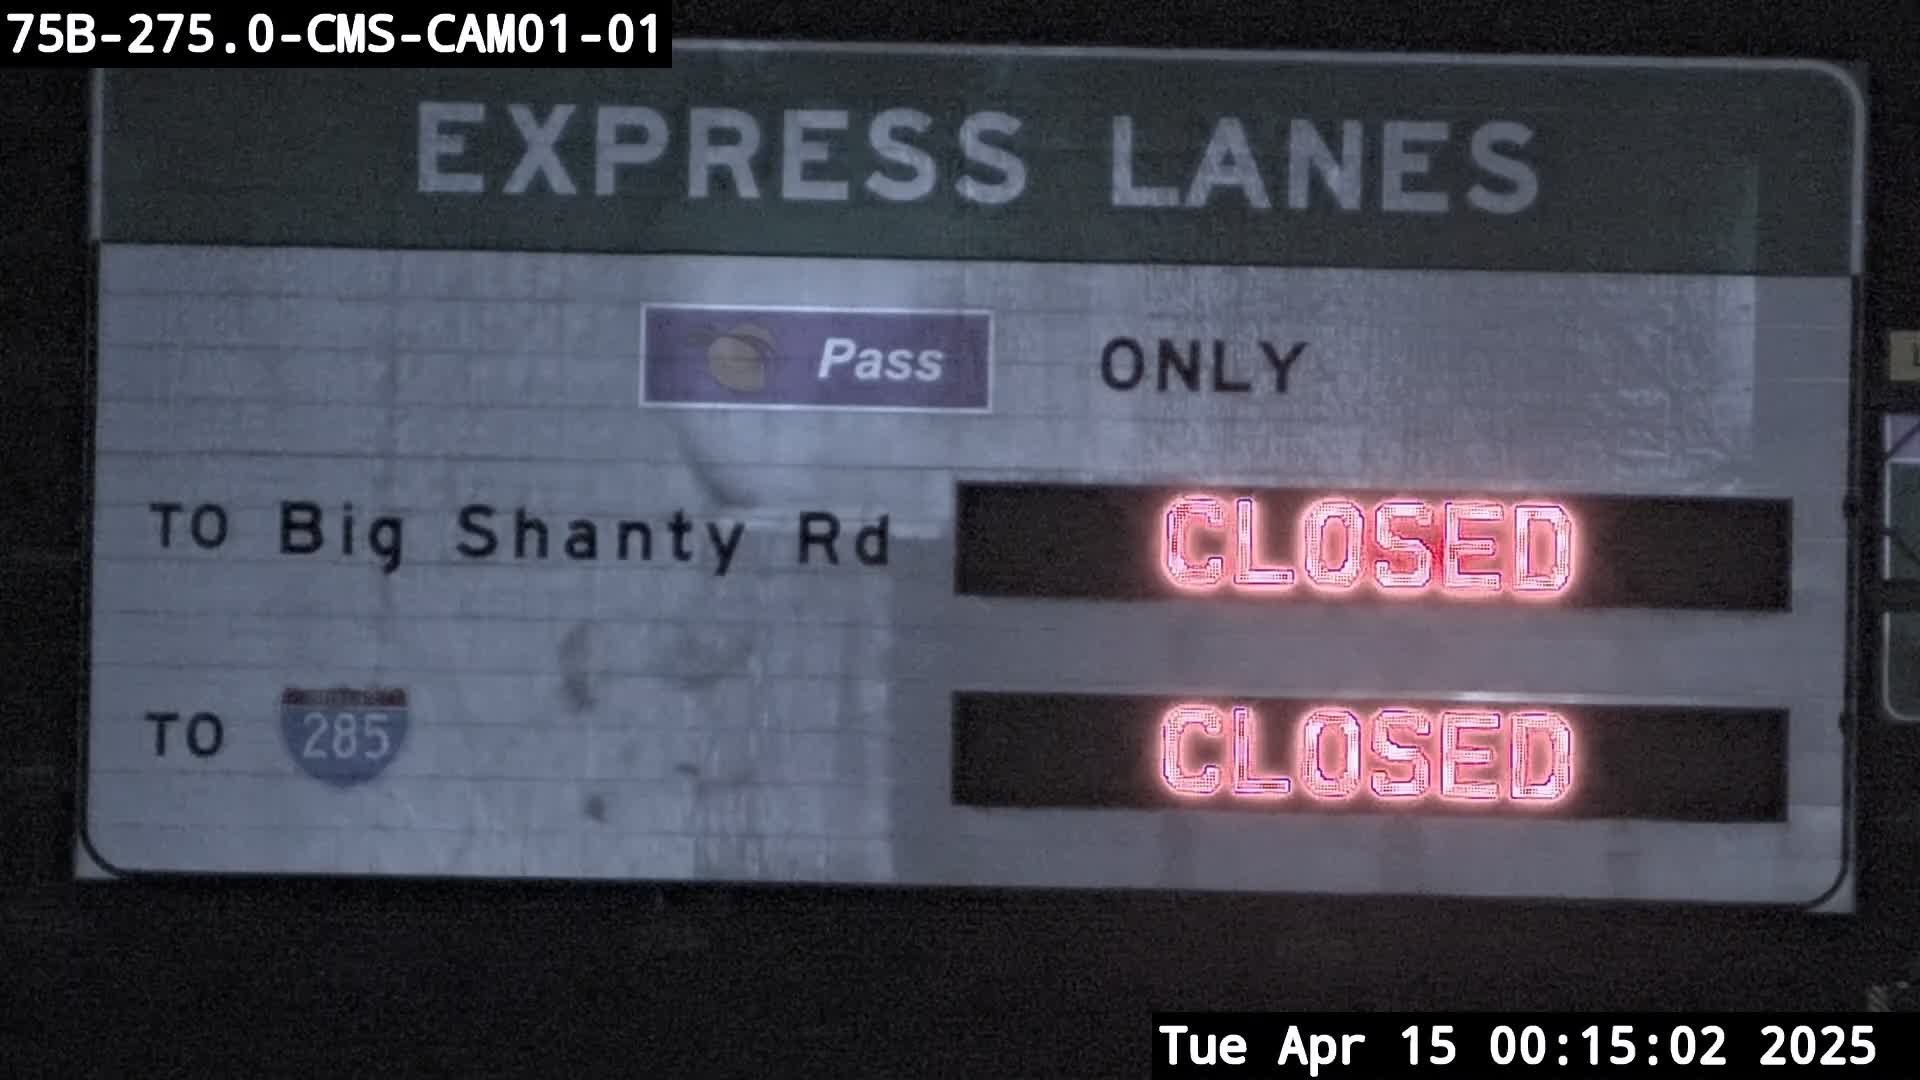 75B-275.0-CMS-CAM01-01
EXPRESS LANES
Pass ONLY
TO Big Shanty Rd CLOSED
TO 285 CLOSED
Tue Apr 15 00:15:02 2025